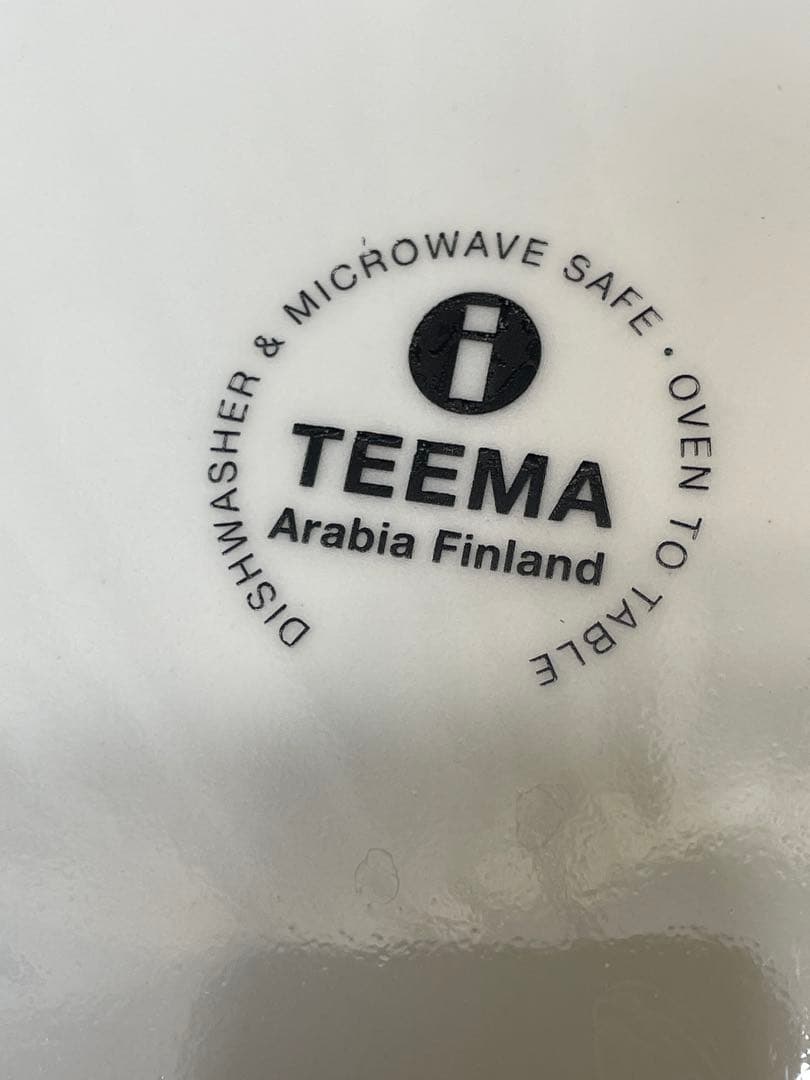 DISHWASHER & MICROWAVE SAFE · OVEN TO TABLE
i
TEEMA
Arabia Finland